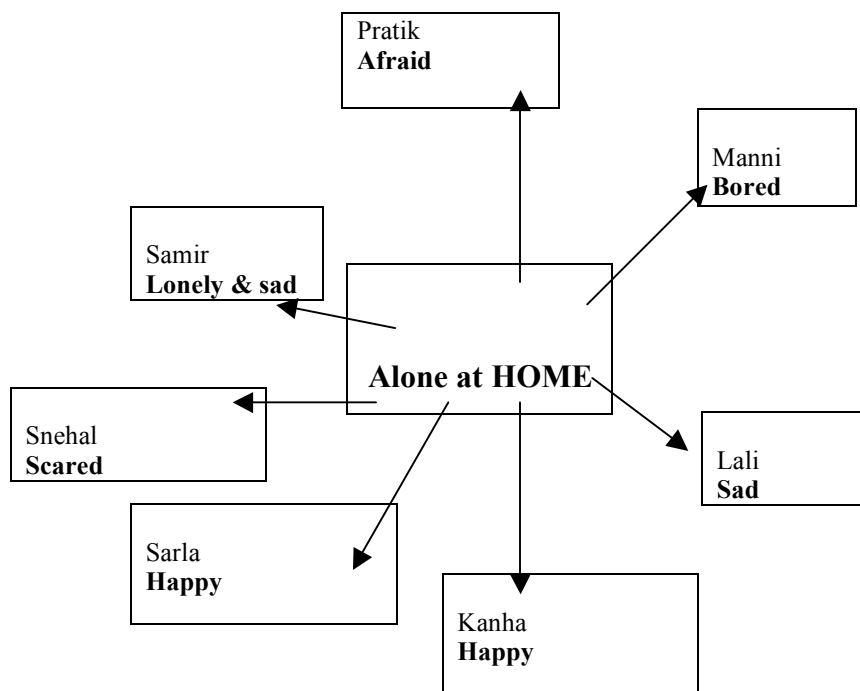 Pratik
Afraid
Manni
Bored
Samir
Lonely & sad
Alone at HOME
Snehal
Scared
Lali
Sad
Sarla
Happy
Kanha
Happy